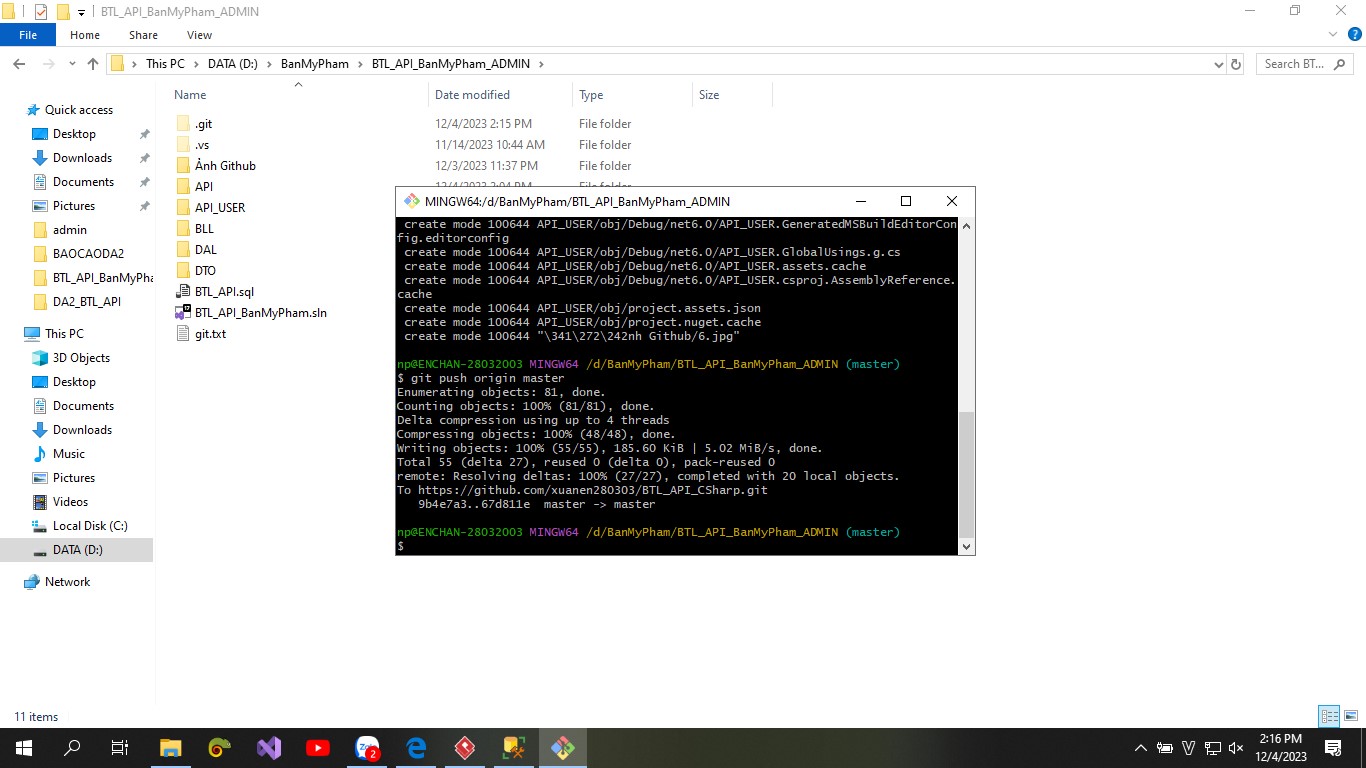 BTL_API_BanMyPham_ADMIN
File Home Share View
This PC DATA (D:) BanMyPham BTL_API_BanMyPham_ADMIN
Search BT...
Name Date modified Type Size
Quick access
Desktop
Downloads
Documents
Pictures
admin
BAOCAODA2
BTL_API_BanMyPha
DA2_BTL_API
This PC
3D Objects
Desktop
Documents
Downloads
Music
Pictures
Videos
Local Disk (C:)
DATA (D:)
Network
.git 12/4/2023 2:15 PM File folder
.vs 11/14/2023 10:44 AM File folder
Ảnh Github 12/3/2023 11:37 PM File folder
API 12/4/2023 2:04 PM File folder
API_USER
BLL
DAL
DTO
BTL_API.sql
BTL_API_BanMyPham.sln
git.txt
MINGW64:/d/BanMyPham/BTL_API_BanMyPham_ADMIN
create mode 100644 API_USER/obj/Debug/net6.0/API_USER.GeneratedMSBuildEditorCon
fig.editorconfig
create mode 100644 API_USER/obj/Debug/net6.0/API_USER.GlobalUsings.g.cs
create mode 100644 API_USER/obj/Debug/net6.0/API_USER.assets.cache
create mode 100644 API_USER/obj/Debug/net6.0/API_USER.csproj.AssemblyReference.
cache
create mode 100644 API_USER/obj/project.assets.json
create mode 100644 API_USER/obj/project.nuget.cache
create mode 100644 "\341\272\242nh Github/6.jpg"
np@ENCHAN-28032003 MINGW64 /d/BanMyPham/BTL_API_BanMyPham_ADMIN (master)
$ git push origin master
Enumerating objects: 81, done.
Counting objects: 100% (81/81), done.
Delta compression using up to 4 threads
Compressing objects: 100% (48/48), done.
Writing objects: 100% (55/55), 185.60 KiB | 5.02 MiB/s, done.
Total 55 (delta 27), reused 0 (delta 0), pack-reused 0
remote: Resolving deltas: 100% (27/27), completed with 20 local objects.
To https://github.com/xuanen280303/BTL_API_CSharp.git
9b4e7a3..67d811e master -> master
np@ENCHAN-28032003 MINGW64 /d/BanMyPham/BTL_API_BanMyPham_ADMIN (master)
$
11 items
Zalo
2
V
2:16 PM
12/4/2023